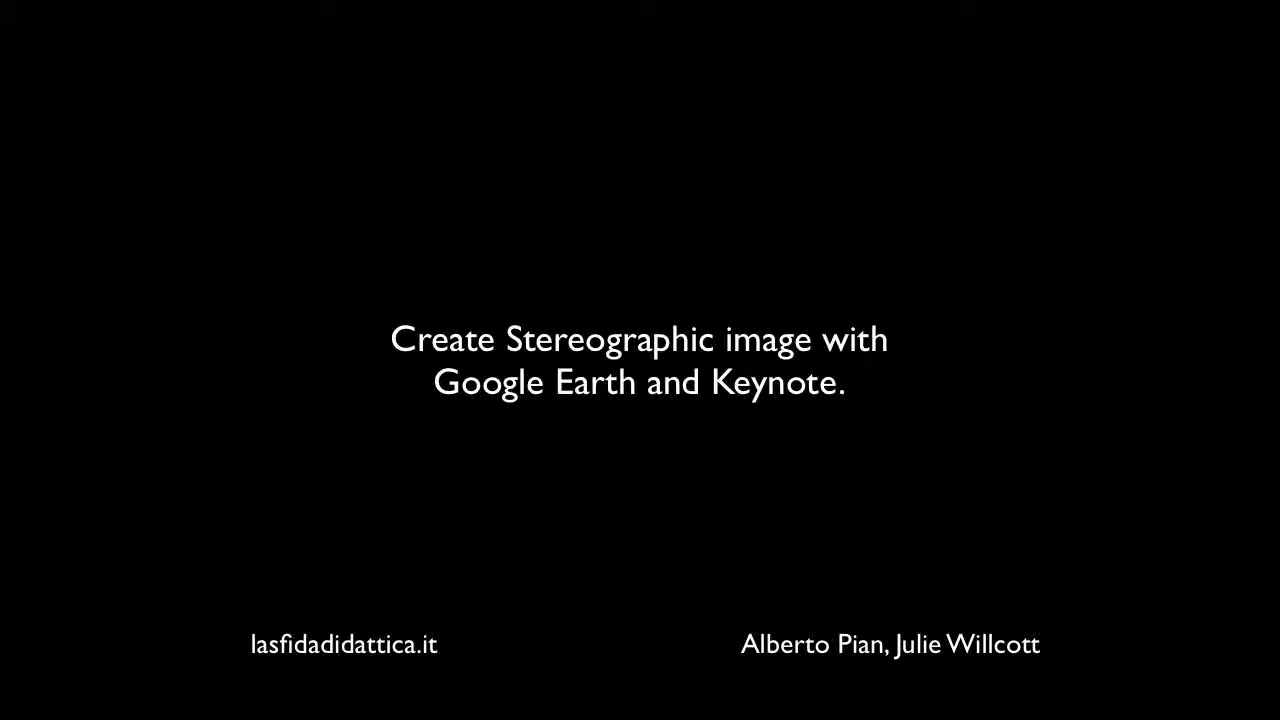 Create Stereographic image with
Google Earth and Keynote.
lasfidadidattica.it
Alberto Pian, Julie Willcott